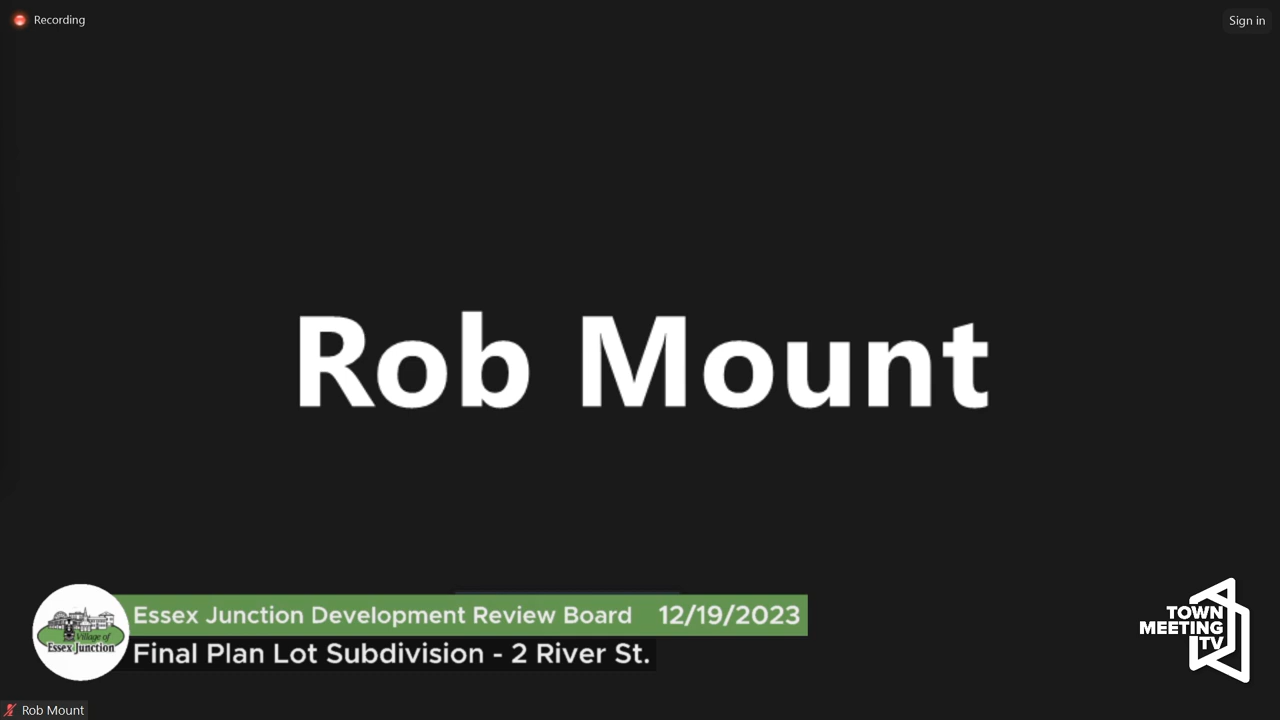 Recording
Sign in
Rob Mount
Essex Junction Development Review Board 12/19/2023
Village of
Essex Junction
Final Plan Lot Subdivision - 2 River St.
TOWN
MEETING
TV
Rob Mount